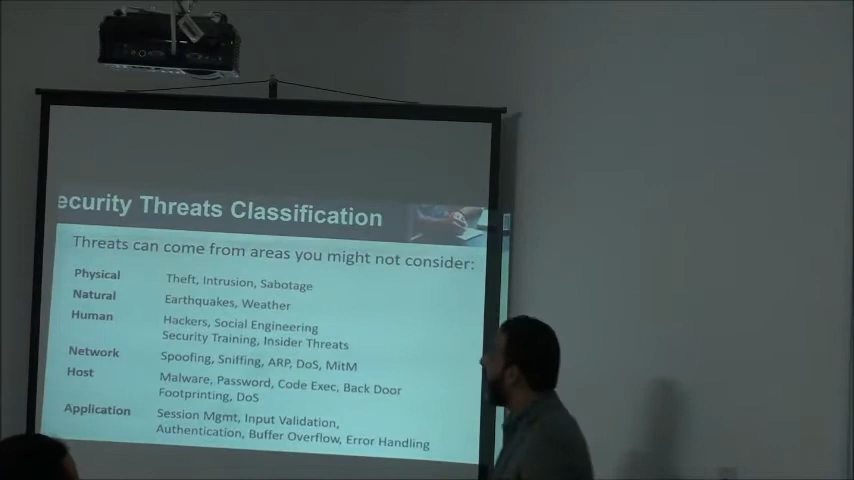 ecurity Threats Classification
Threats can come from areas you might not consider:
Physical Theft, Intrusion, Sabotage
Natural Earthquakes, Weather
Human Hackers, Social Engineering
Security Training, Insider Threats
Network Spoofing, Sniffing, ARP, DoS, MitM
Host Malware, Password, Code Exec, Back Door
Footprinting, DoS
Application Session Mgmt, Input Validation,
Authentication, Buffer Overflow, Error Handling